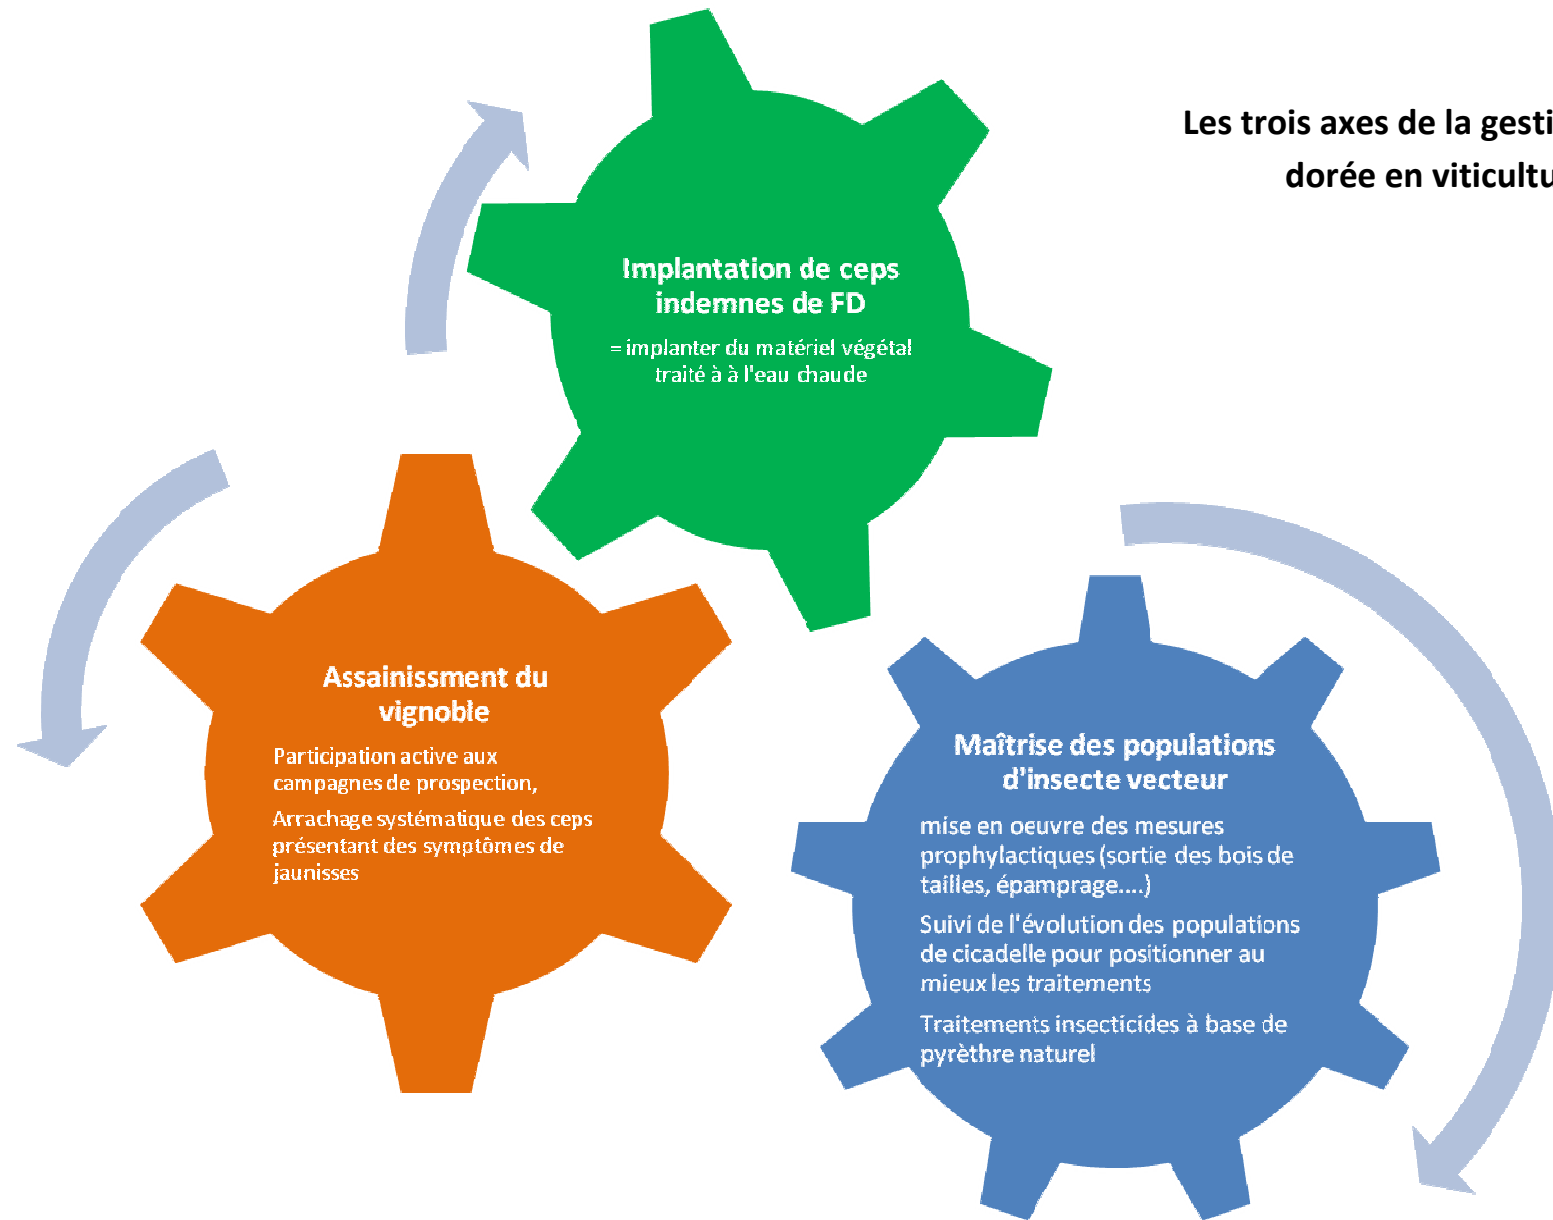 Les trois axes de la gesti
dorée en viticultu
Implantation de ceps
indemnes de FD
= implanter du matériel végétal
traité à à l'eau chaude
Assainissment du
vignoble
Participation active aux
campagnes de prospection,
Arrachage systématique des ceps
présentant des symptômes de
jaunisses
Maîtrise des populations
d'insecte vecteur
mise en oeuvre des mesures
prophylactiques (sortie des bois de
tailles, épamprage....)
Suivi de l'évolution des populations
de cicadelle pour positionner au
mieux les traitements
Traitements insecticides à base de
pyrèthre naturel